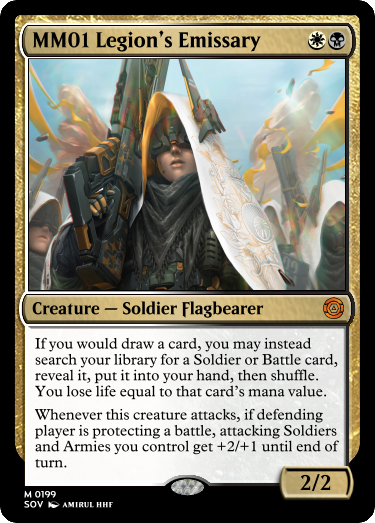 MM01 Legion's Emissary
Creature — Soldier Flagbearer
If you would draw a card, you may instead
search your library for a Soldier or Battle card,
reveal it, put it into your hand, then shuffle.
You lose life equal to that card's mana value.
Whenever this creature attacks, if defending
player is protecting a battle, attacking Soldiers
and Armies you control get +2/+1 until end of
turn.
2/2
M 0199
SOV AMIRUL HHF